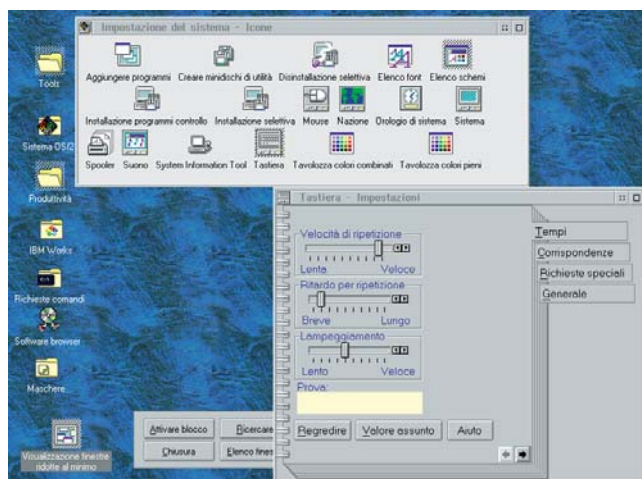 Impostazione del sistema - Icone
Tools
Aggiungere programmi Creare minidischi di utilità Disinstallazione selettiva Elenco font Elenco schemi
Installazione programmi controllo Installazione selettiva Mouse Nazione Orologio di sistema Sistema
Sistema OS/2
Spooler Suono System Information Tool Tastiera Tavolozza colori combinati Tavolozza colori pieni
Produttività
Tastiera - Impostazioni
Tempi
Velocità di ripetizione
IBM Works
Corrispondenze
Lenta Veloce
Richieste speciali
Ritardo per ripetizione
Generale
Richieste comandi
Breve Lungo
Software browser
Lampeggiamento
Lento Veloce
Maschere
Prova:
Attivare blocco
Ricercare
Regredire
Valore assunto
Aiuto
Chiusura
Elenco fines
Visualizzazione finestre
ridotte al minimo